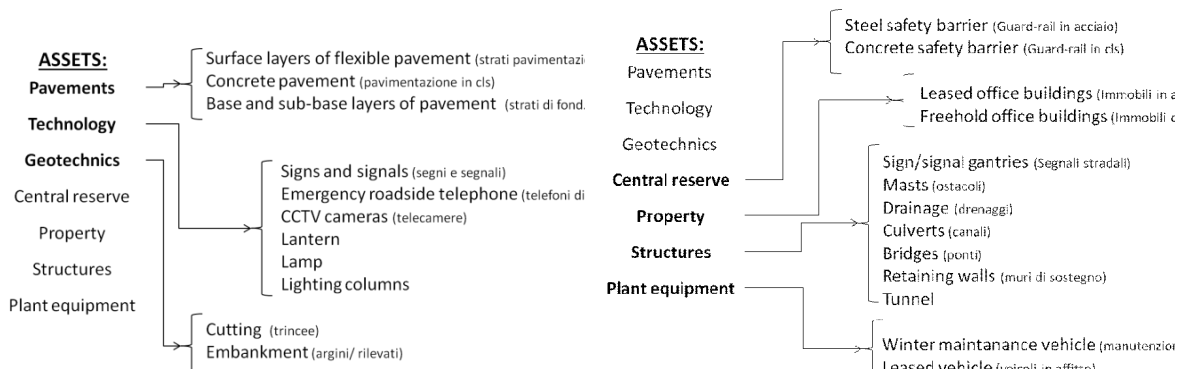 ASSETS:
Pavements
Technology
Geotechnics
Central reserve
Property
Structures
Plant equipment
Surface layers of flexible pavement (strati
Concrete pavement (pavimentazione in cls)
Base and sub-base layers of pavement (strati di fond.
Signs and signals (segni e segnali)
Emergency roadside telephone (telefoni di
CCTV cameras (telecamere)
Lantern
Lamp
Lighting columns
Cutting (trincee)
Embankment (argini/ rilevati)
ASSETS:
Pavements
Technology
Geotechnics
Central reserve
Property
Structures
Plant equipment
Steel safety barrier (Guard-rail in acciaio)
Concrete safety barrier (Guard-rail in cls)
Leased office buildings (Immobili in
Freehold office buildings (Immobili
Sign/signal gantries (Segnali stradali)
Masts (ostacoli)
Drainage (drenaggi)
Culverts (canali)
Bridges (ponti)
Retaining walls (muri di sostegno)
Tunnel
Winter maintanance vehicle
Leased vehicle (veicoli in affitto)